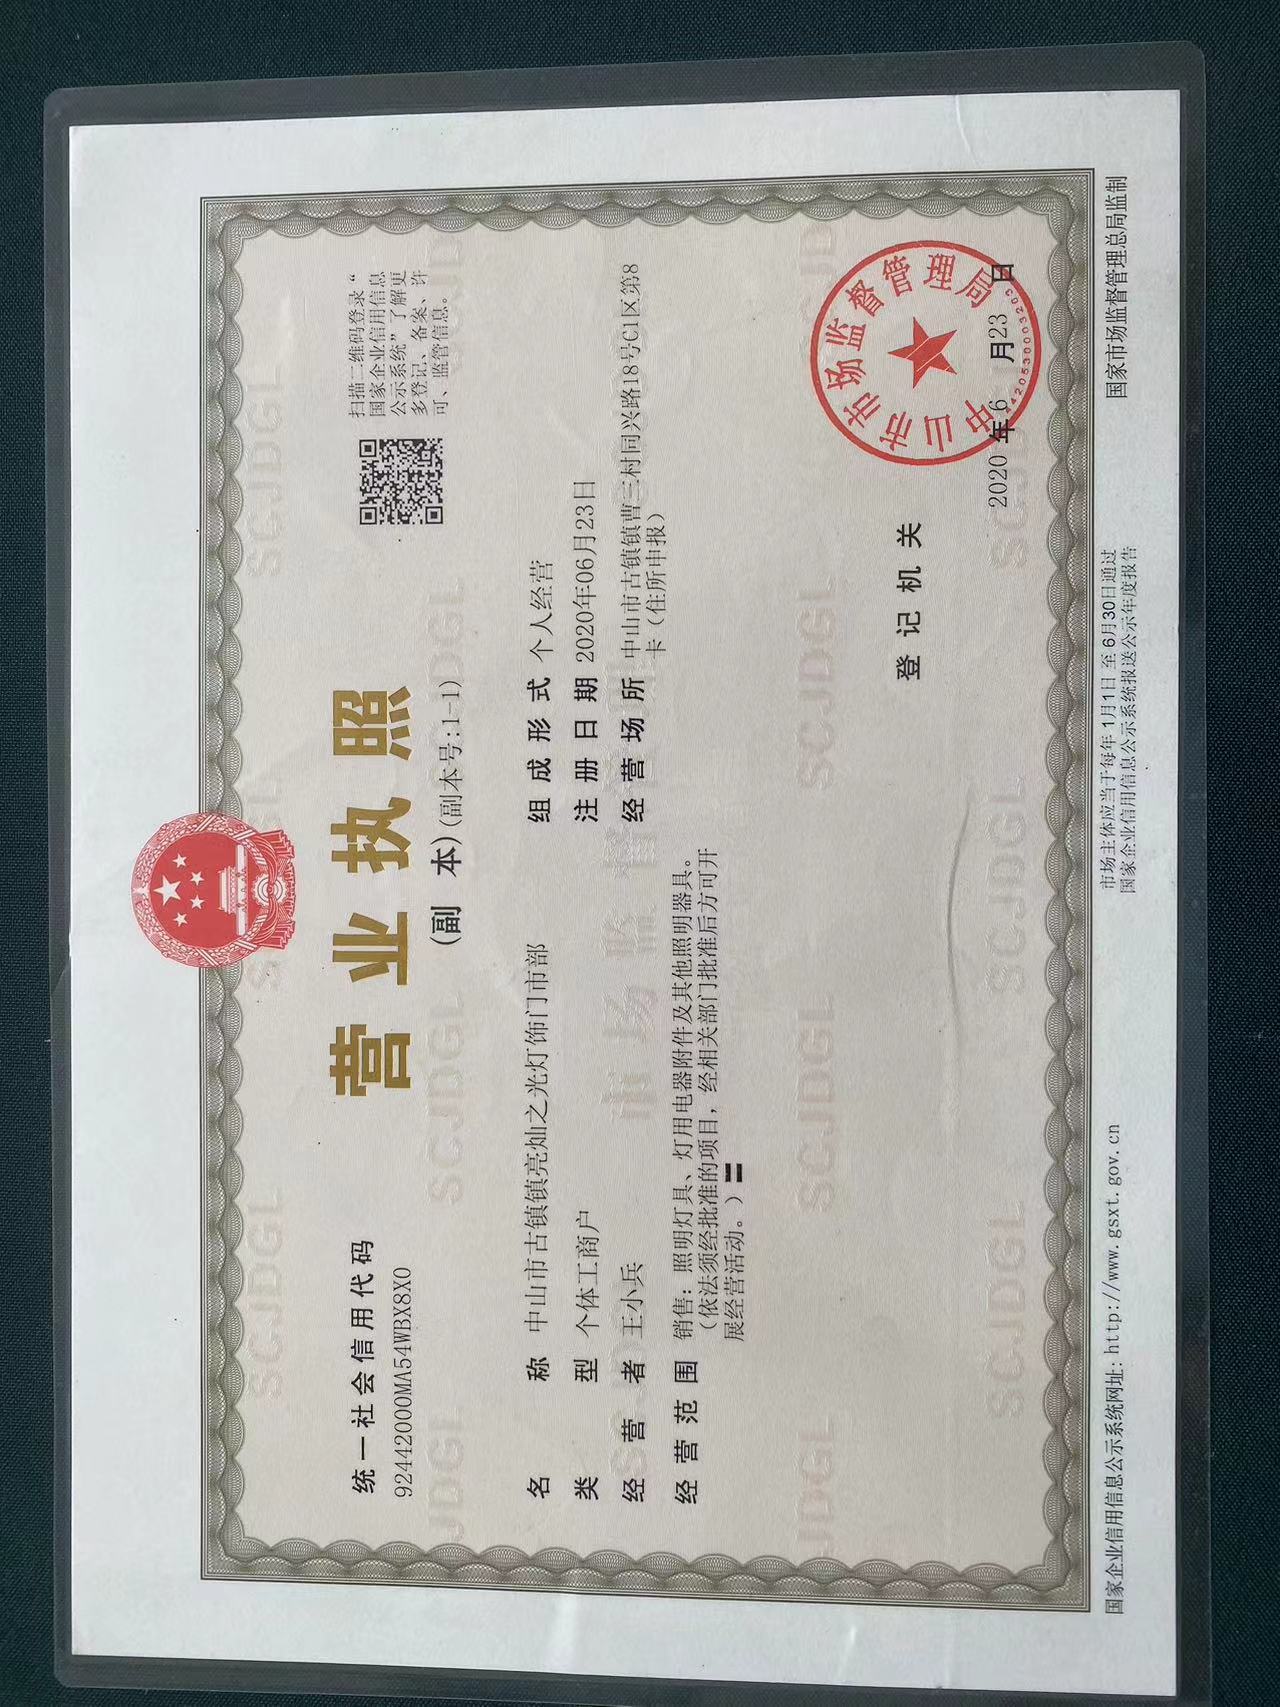 统一社会信用代码
92442000MA54WBX8X0
营业执照
(副 本)(副本号:1-1)
扫描二维码登录“
国家企业信用信息
公示系统”了解更
多登记、备案、许
可、监管信息。
名 称 中山市古镇镇亮灿之光灯饰门市部
类 型 个体工商户
经 营 者 王小兵
经 营 范 围 销售：照明灯具、灯用电器附件及其他照明器具。
（依法须经批准的项目，经相关部门批准后方可开
展经营活动。）
组 成 形 式 个人经营
注 册 日 期 2020年06月23日
经 营 场 所 中山市古镇镇曹三村同兴路18号C1区第8
卡（住所申报）
登 记 机 关
中山市市场监督管理局
2020 年 6 月 23 日
国家企业信用信息公示系统网址：http://www.gsxt.gov.cn
市场主体应当于每年1月1日 至 6月30日通过
国家企业信用信息公示系统报送公示年度报告
国家市场监督管理总局监制